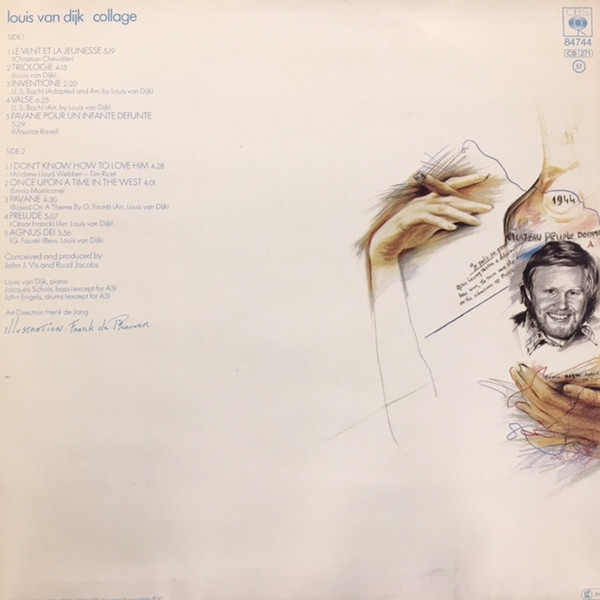 louis van dijk collage
SIDE 1
1 LE VENT ET LA JEUNESSE 5.19
(Christian Chevallier)
2 TRIOLOGIE 4.13
(Louis van Dijk)
3 INVENTIONE 2.20
(J. S. Bach) (Adapted and Arr. by Louis van Dijk)
4 VALSE 6.25
(J. S. Bach) (Arr. by Louis van Dijk)
5 PAVANE POUR UN INFANTE DEFUNTE
5.29
(Maurice Ravel)
SIDE 2
1 I DON'T KNOW HOW TO LOVE HIM 4.28
(Andrew Lloyd Webber - Tim Rice)
2 ONCE UPON A TIME IN THE WEST 4.01
(Ennio Morricone)
3 PAVANE 4.30
(Based On A Theme By G. Fauré) (Arr. Louis van Dijk)
4 PRELUDE 5.07
(César Franck) (Arr. Louis van Dijk)
5 AGNUS DEI 3.56
(G. Fauré) (Bew. Louis van Dijk)
Conceived and produced by
John J. Vis and Ruud Jacobs
Louis van Dijk, piano
Jacques Schols, bass (except for A3)
John Engels, drums (except for A3)
Art Direction Henk de Jong
Illustration: Frank de
CBS
84744
CB 271
ST
1944